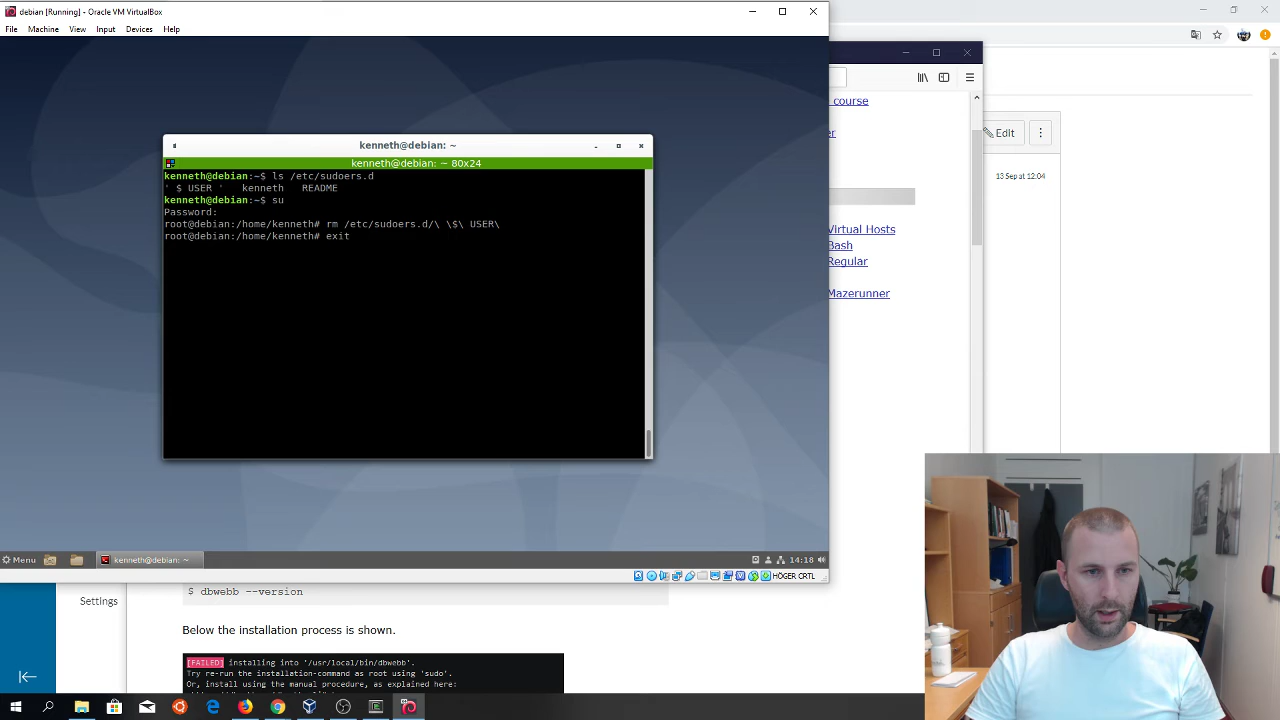 debian [Running] - Oracle VM VirtualBox
File Machine View Input Devices Help
course
er
Edit
kenneth@debian: ~
13 Sep at 12:04
kenneth@debian: ~ 80x24
kenneth@debian:~$ ls /etc/sudoers.d
' $ USER ' kenneth README
kenneth@debian:~$ su
Password:
root@debian:/home/kenneth# rm /etc/sudoers.d/\ \$\ USER\
root@debian:/home/kenneth# exit
Virtual Hosts
Bash
Regular
Mazerunner
Menu
kenneth@debian: ~
14:18
HÖGER CRTL
$ dbwebb --version
Settings
Below the installation process is shown.
[FAILED] installing into '/usr/local/bin/dbwebb'.
Try re-run the installation-command as root using 'sudo'.
Or, install using the manual procedure, as explained here: